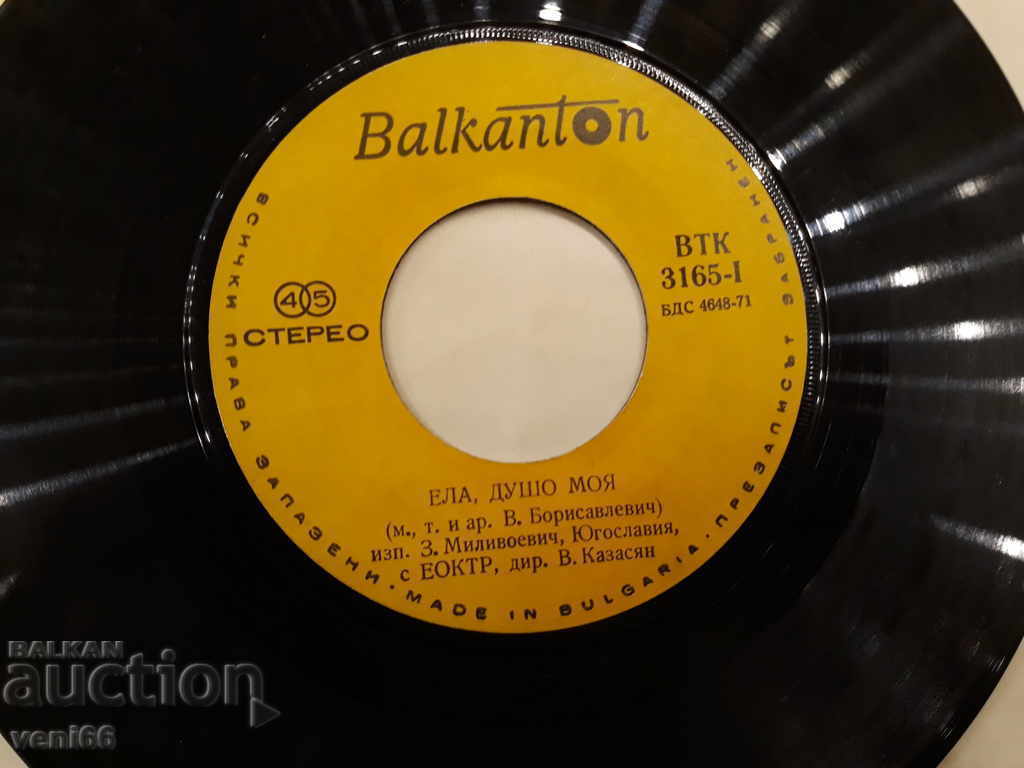 Balkanton
ВТК
3165-I
БДС 4648-71
45
СТЕРЕО
ЕЛА, ДУШО МОЯ
(м., т. и ар. В. Борисавлевич)
изп. З. Миливоевич, Югославия,
с ЕОКТР, дир. В. Казасян
ВСИЧКИ ПРАВА ЗАПАЗЕНИ · MADE IN BULGARIA · ПРЕЗАПИСЪТ ЗАБРАНЕН
BALKAN
auction
veni66